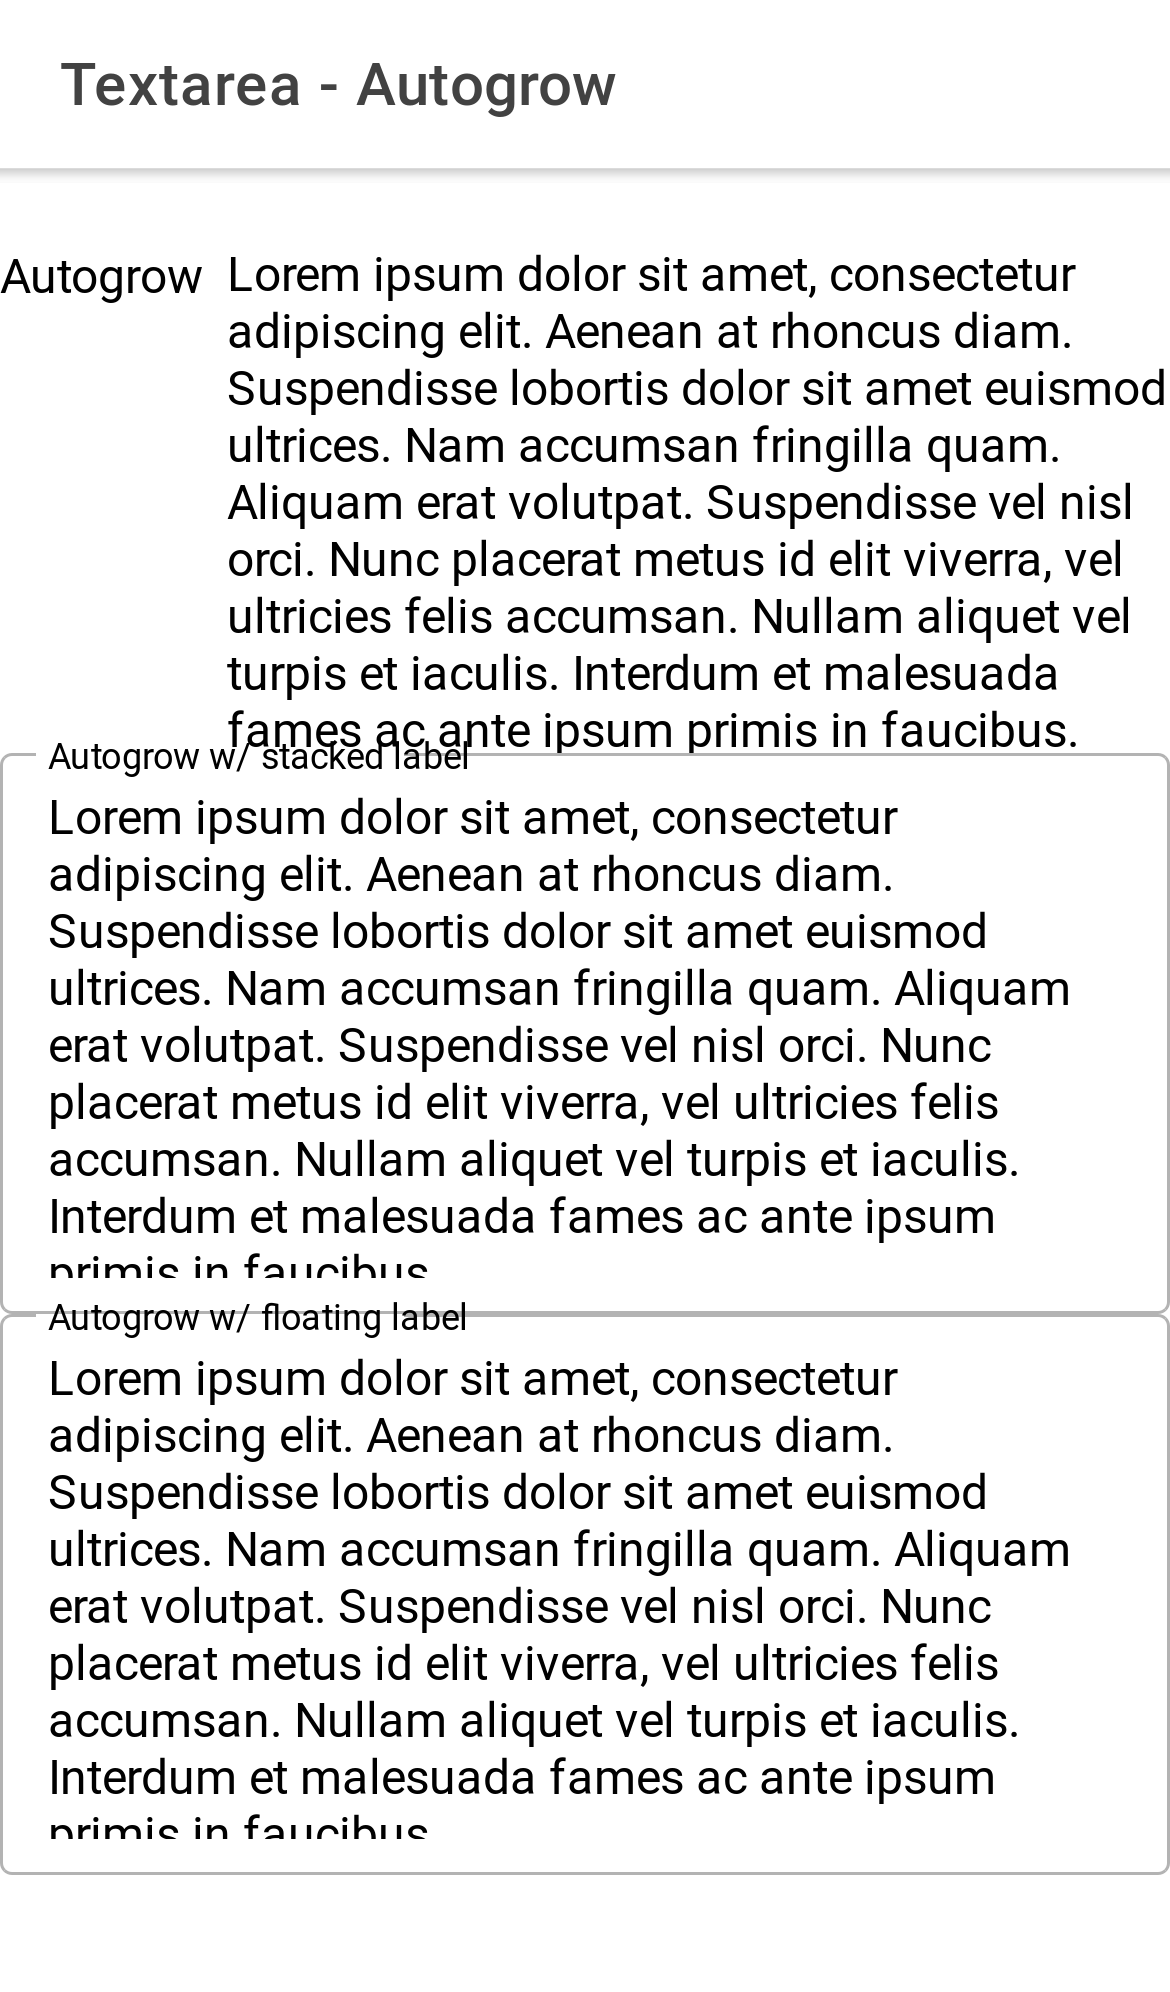 Textarea - Autogrow
Autogrow
Lorem ipsum dolor sit amet, consectetur
adipiscing elit. Aenean at rhoncus diam.
Suspendisse lobortis dolor sit amet euismod
ultrices. Nam accumsan fringilla quam.
Aliquam erat volutpat. Suspendisse vel nisl
orci. Nunc placerat metus id elit viverra, vel
ultricies felis accumsan. Nullam aliquet vel
turpis et iaculis. Interdum et malesuada
fames ac ante ipsum primis in faucibus.
Autogrow w/ stacked label
Lorem ipsum dolor sit amet, consectetur
adipiscing elit. Aenean at rhoncus diam.
Suspendisse lobortis dolor sit amet euismod
ultrices. Nam accumsan fringilla quam. Aliquam
erat volutpat. Suspendisse vel nisl orci. Nunc
placerat metus id elit viverra, vel ultricies felis
accumsan. Nullam aliquet vel turpis et iaculis.
Interdum et malesuada fames ac ante ipsum
primis in faucibus.
Autogrow w/ floating label
Lorem ipsum dolor sit amet, consectetur
adipiscing elit. Aenean at rhoncus diam.
Suspendisse lobortis dolor sit amet euismod
ultrices. Nam accumsan fringilla quam. Aliquam
erat volutpat. Suspendisse vel nisl orci. Nunc
placerat metus id elit viverra, vel ultricies felis
accumsan. Nullam aliquet vel turpis et iaculis.
Interdum et malesuada fames ac ante ipsum
primis in faucibus.